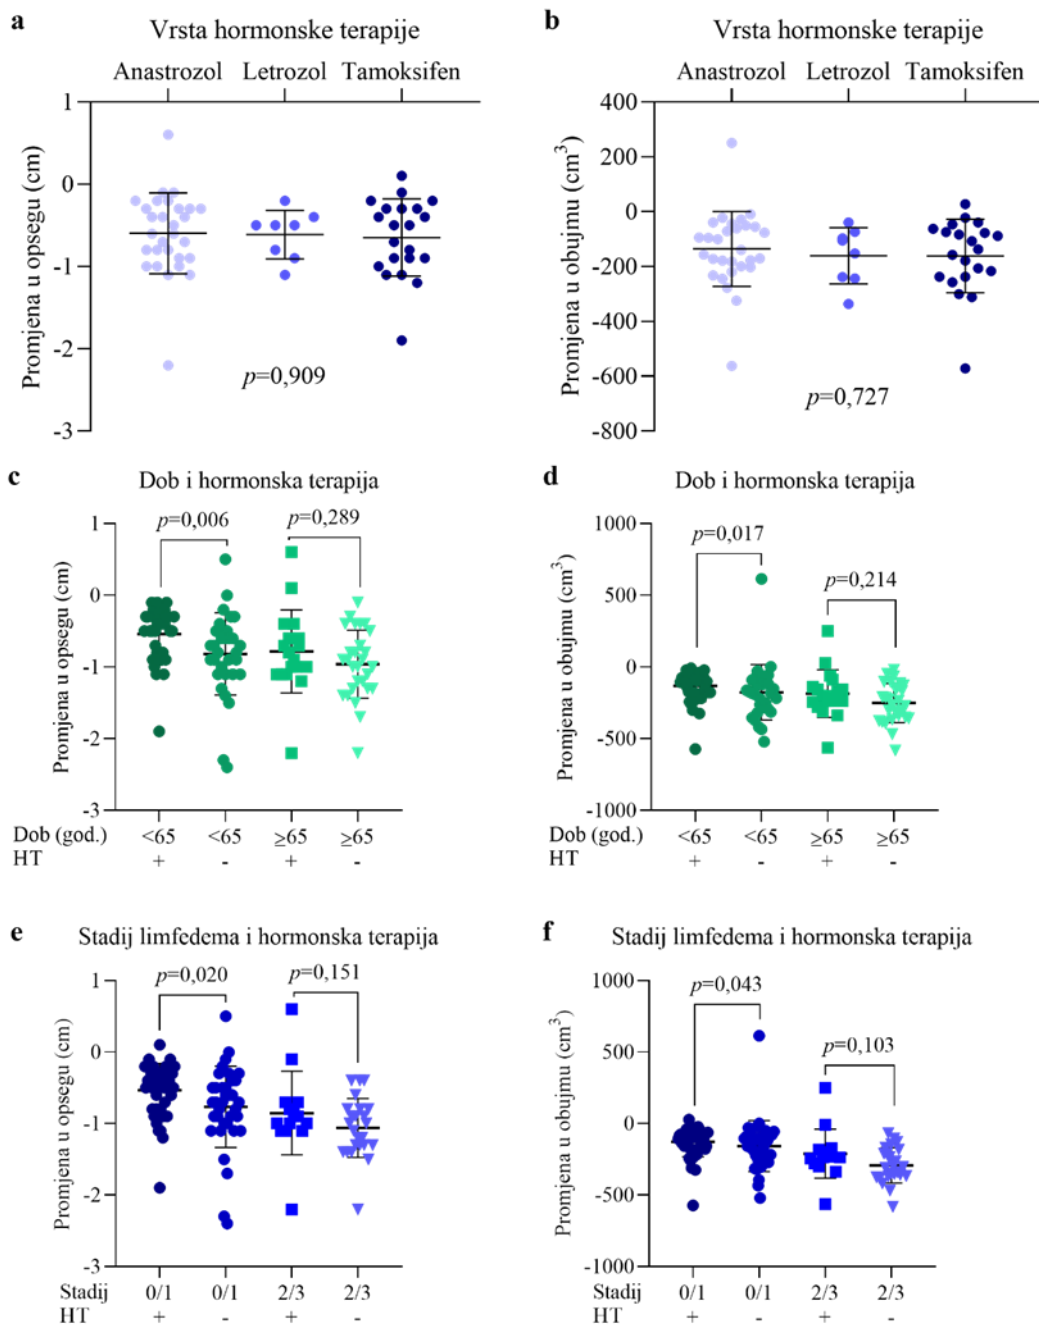 a
Vrsta hormonske terapije
Anastrozol Letrozol Tamoksifen
1
0
-1
-2
-3
Promjena u opsegu (cm)
p=0,909
b
Vrsta hormonske terapije
Anastrozol Letrozol Tamoksifen
400
200
0
-200
-400
-600
-800
Promjena u obujmu (cm³)
p=0,727
c
Dob i hormonska terapija
1
0
-1
-2
-3
Promjena u opsegu (cm)
p=0,006
p=0,289
Dob (god.) <65 <65 ≥65 ≥65
HT + - + -
d
Dob i hormonska terapija
1000
500
0
-500
-1000
Promjena u obujmu (cm³)
p=0,017
p=0,214
<65 <65 ≥65 ≥65
+ - + -
e
Stadij limfedema i hormonska terapija
1
0
-1
-2
-3
Promjena u opsegu (cm)
p=0,020
p=0,151
Stadij 0/1 0/1 2/3 2/3
HT + - + -
f
Stadij limfedema i hormonska terapija
1000
500
0
-500
-1000
Promjena u obujmu (cm³)
p=0,043
p=0,103
Stadij 0/1 0/1 2/3 2/3
HT + - + -